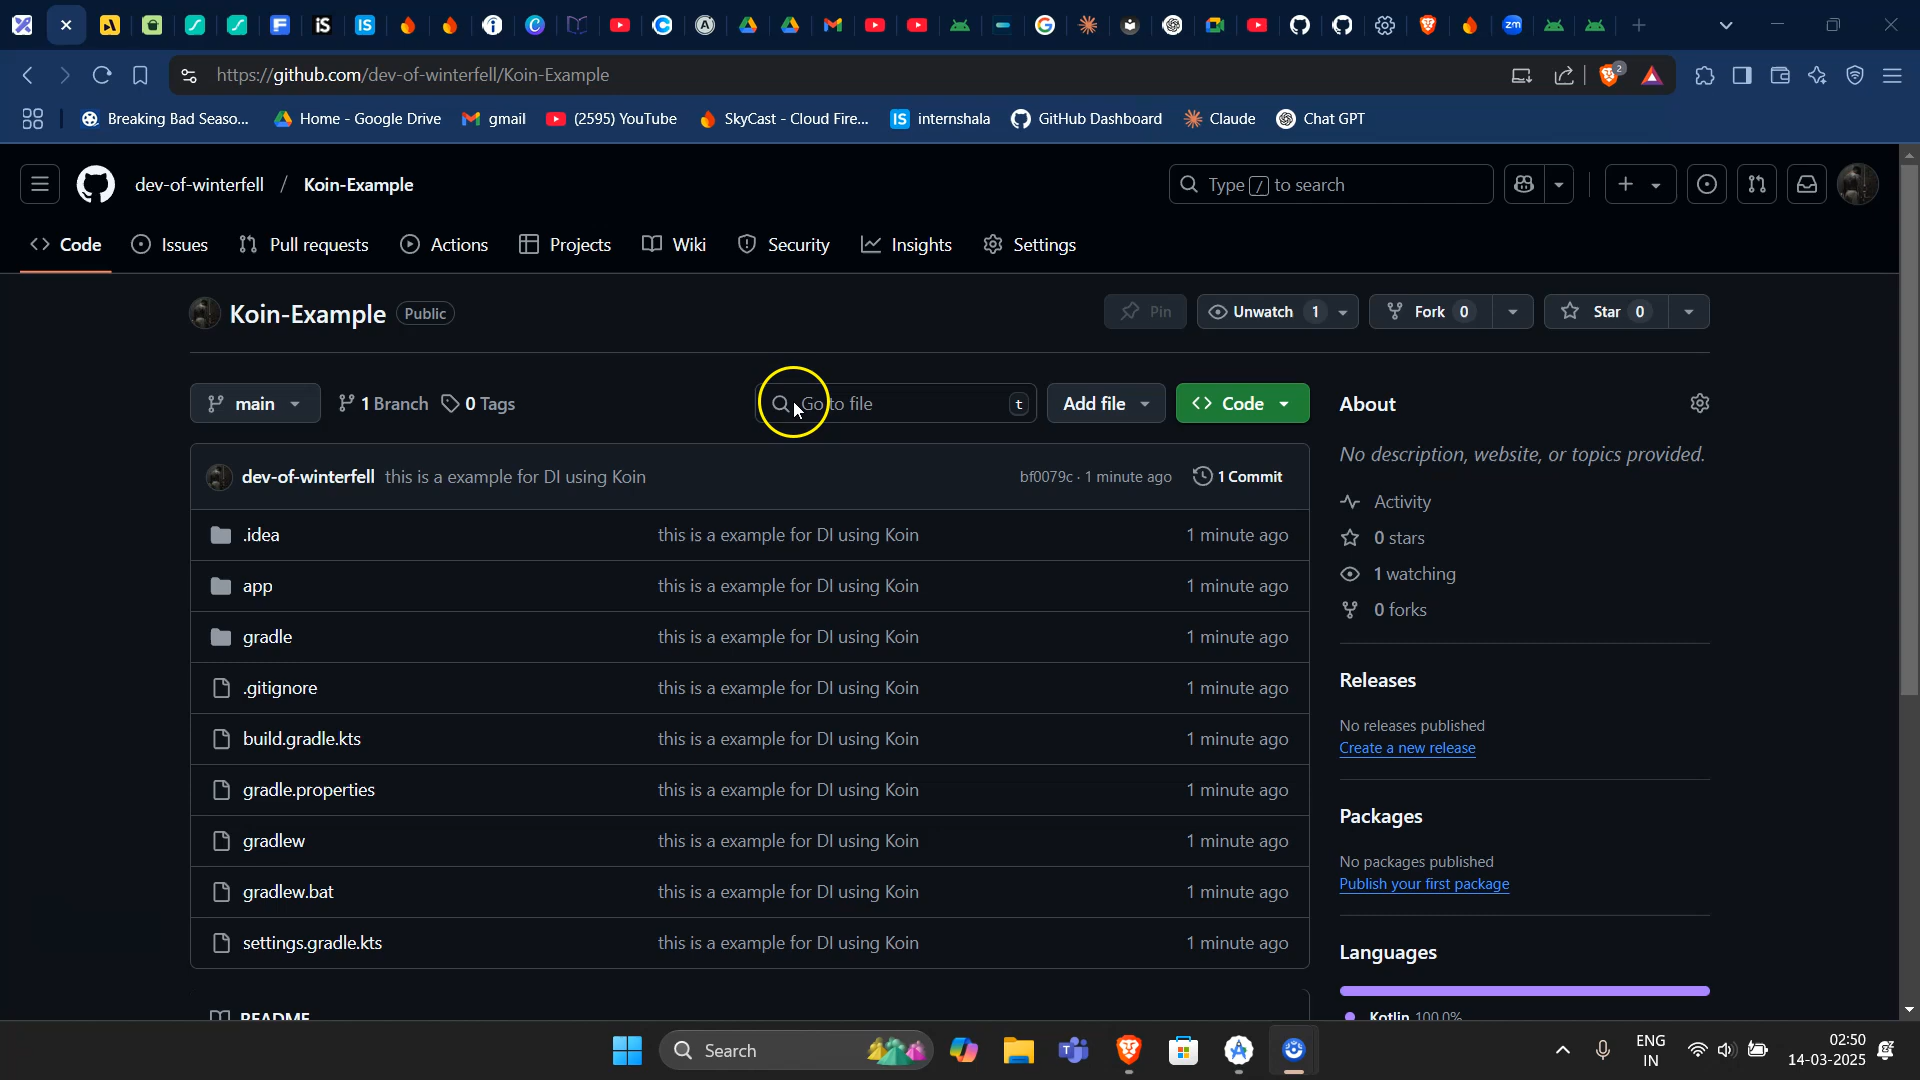 https://github.com/dev-of-winterfell/Koin-Example
2
Breaking Bad Seaso...
Home - Google Drive
gmail
(2595) YouTube
SkyCast - Cloud Fire...
internshala
GitHub Dashboard
Claude
Chat GPT
dev-of-winterfell / Koin-Example
Type / to search
Code
Issues
Pull requests
Actions
Projects
Wiki
Security
Insights
Settings
Koin-Example
Public
Pin
Unwatch 1
Fork 0
Star 0
main
1 Branch
0 Tags
Go to file
t
Add file
Code
dev-of-winterfell this is a example for DI using Koin
bf0079c · 1 minute ago
1 Commit
.idea this is a example for DI using Koin 1 minute ago
app this is a example for DI using Koin 1 minute ago
gradle this is a example for DI using Koin 1 minute ago
.gitignore this is a example for DI using Koin 1 minute ago
build.gradle.kts this is a example for DI using Koin 1 minute ago
gradle.properties this is a example for DI using Koin 1 minute ago
gradlew this is a example for DI using Koin 1 minute ago
gradlew.bat this is a example for DI using Koin 1 minute ago
settings.gradle.kts this is a example for DI using Koin 1 minute ago
README
About
No description, website, or topics provided.
Activity
0 stars
1 watching
0 forks
Releases
No releases published
Create a new release
Packages
No packages published
Publish your first package
Languages
Kotlin 100.0%
Search
ENG
IN
02:50
14-03-2025